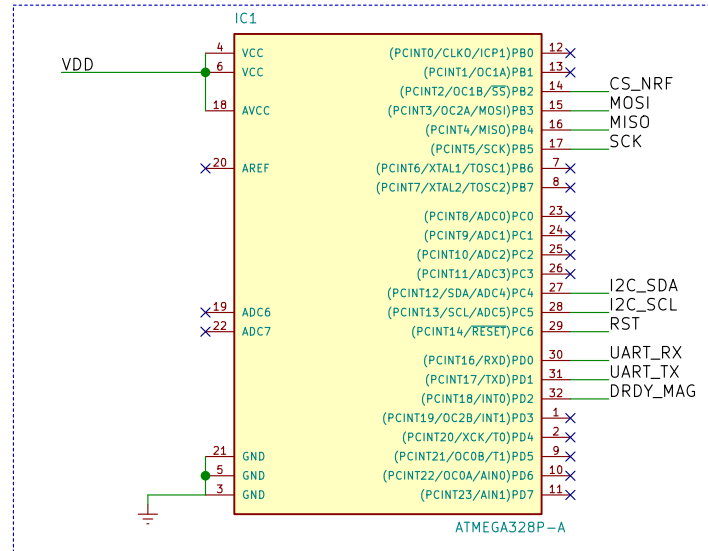 IC1
VDD
4 VCC
6 VCC
18 AVCC
20 AREF
19 ADC6
22 ADC7
21 GND
5 GND
3 GND
(PCINT0/CLKO/ICP1)PB0 12
(PCINT1/OC1A)PB1 13
(PCINT2/OC1B/SS)PB2 14 CS_NRF
(PCINT3/OC2A/MOSI)PB3 15 MOSI
(PCINT4/MISO)PB4 16 MISO
(PCINT5/SCK)PB5 17 SCK
(PCINT6/XTAL1/TOSC1)PB6 7
(PCINT7/XTAL2/TOSC2)PB7 8
(PCINT8/ADC0)PC0 23
(PCINT9/ADC1)PC1 24
(PCINT10/ADC2)PC2 25
(PCINT11/ADC3)PC3 26
(PCINT12/SDA/ADC4)PC4 27 I2C_SDA
(PCINT13/SCL/ADC5)PC5 28 I2C_SCL
(PCINT14/RESET)PC6 29 RST
(PCINT16/RXD)PD0 30 UART_RX
(PCINT17/TXD)PD1 31 UART_TX
(PCINT18/INT0)PD2 32 DRDY_MAG
(PCINT19/OC2B/INT1)PD3 1
(PCINT20/XCK/T0)PD4 2
(PCINT21/OC0B/T1)PD5 9
(PCINT22/OC0A/AIN0)PD6 10
(PCINT23/AIN1)PD7 11
ATMEGA328P-A